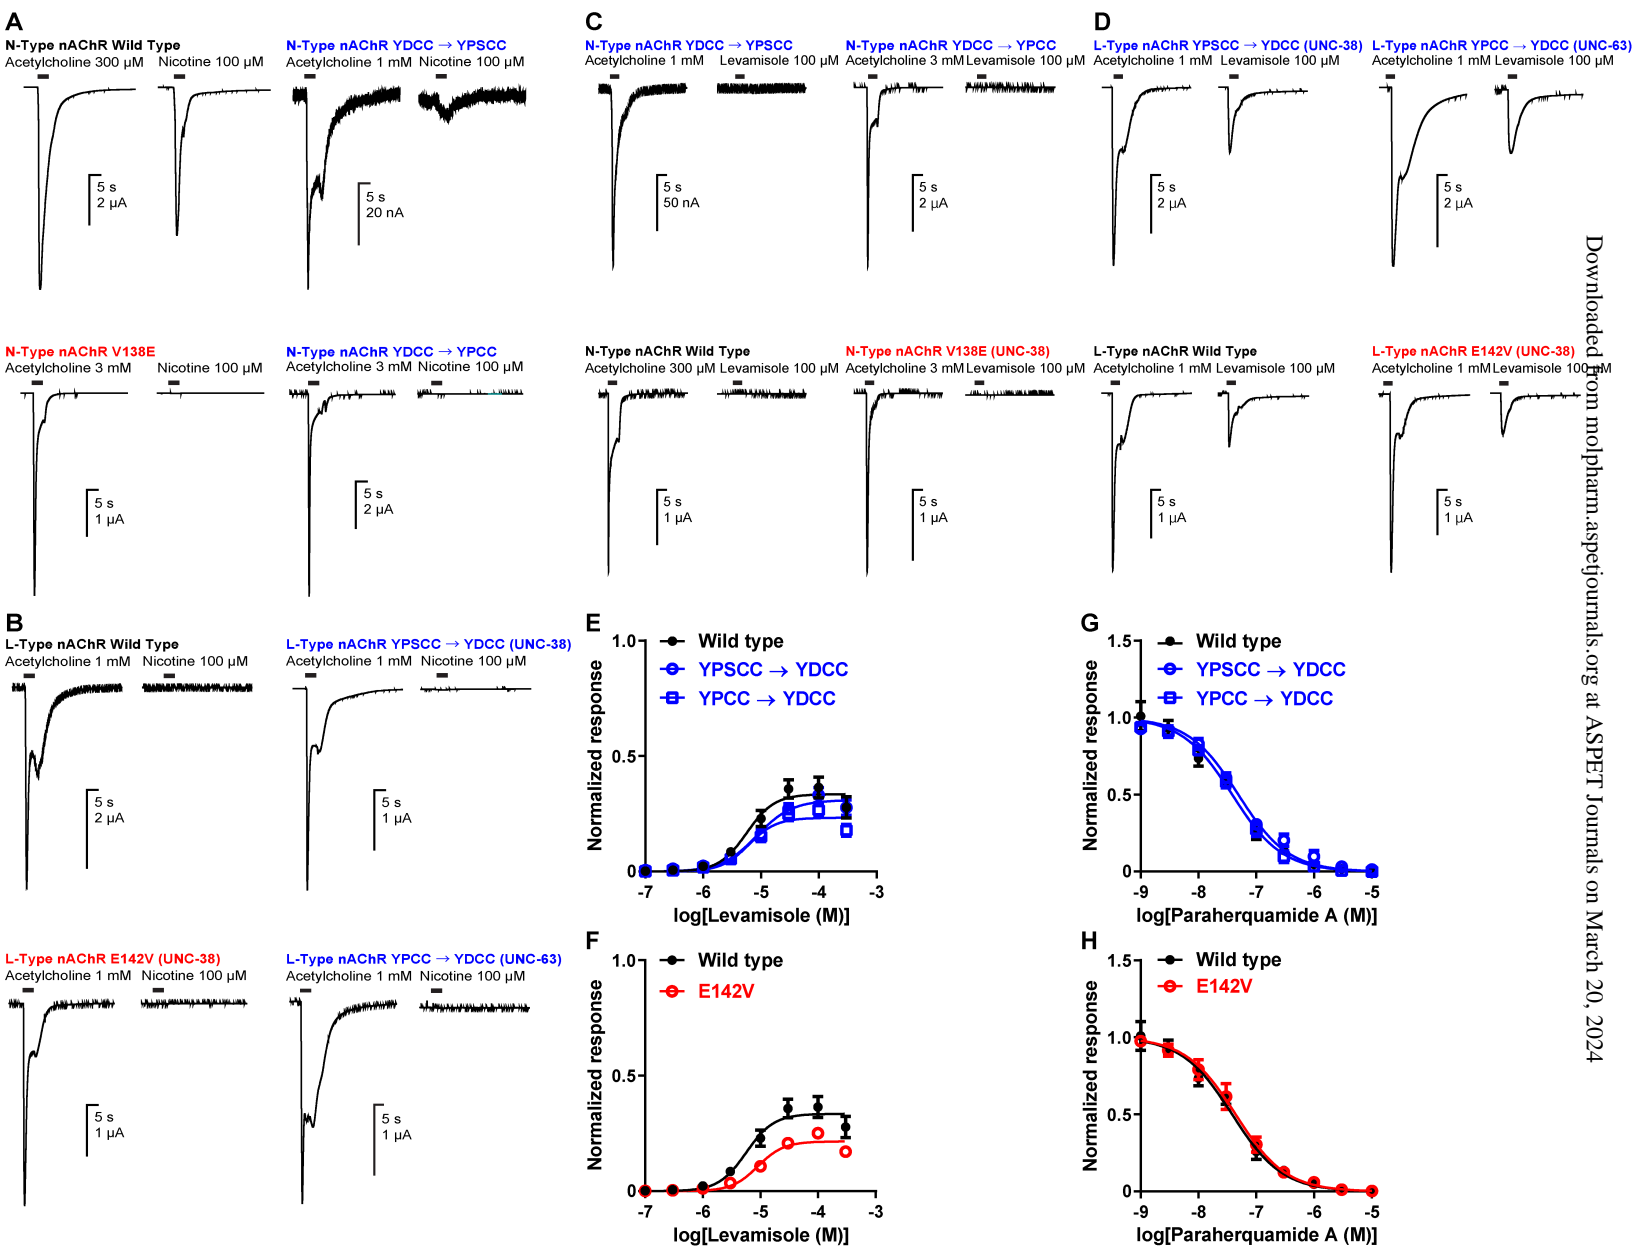 A
N-Type nAChR Wild Type
Acetylcholine 300 µM Nicotine 100 µM
5 s
2 µA
N-Type nAChR YDCC → YPSCC
Acetylcholine 1 mM Nicotine 100 µM
5 s
20 nA
N-Type nAChR V138E
Acetylcholine 3 mM Nicotine 100 µM
5 s
1 µA
N-Type nAChR YDCC → YPCC
Acetylcholine 3 mM Nicotine 100 µM
5 s
2 µA
B
L-Type nAChR Wild Type
Acetylcholine 1 mM Nicotine 100 µM
5 s
2 µA
L-Type nAChR YPSCC → YDCC (UNC-38)
Acetylcholine 1 mM Nicotine 100 µM
5 s
1 µA
L-Type nAChR E142V (UNC-38)
Acetylcholine 1 mM Nicotine 100 µM
5 s
1 µA
L-Type nAChR YPCC → YDCC (UNC-63)
Acetylcholine 1 mM Nicotine 100 µM
5 s
1 µA
C
N-Type nAChR YDCC → YPSCC
Acetylcholine 1 mM Levamisole 100 µM
5 s
50 nA
N-Type nAChR YDCC → YPCC
Acetylcholine 3 mM Levamisole 100 µM
5 s
2 µA
N-Type nAChR Wild Type
Acetylcholine 300 µM Levamisole 100 µM
5 s
1 µA
N-Type nAChR V138E (UNC-38)
Acetylcholine 3 mM Levamisole 100 µM
5 s
1 µA
D
L-Type nAChR YPSCC → YDCC (UNC-38)
Acetylcholine 1 mM Levamisole 100 µM
5 s
2 µA
L-Type nAChR YPCC → YDCC (UNC-63)
Acetylcholine 1 mM Levamisole 100 µM
5 s
2 µA
L-Type nAChR Wild Type
Acetylcholine 1 mM Levamisole 100 µM
5 s
1 µA
L-Type nAChR E142V (UNC-38)
Acetylcholine 1 mM Levamisole 100 µM
5 s
1 µA
E
Normalized response
1.0
0.5
0
Wild type
YPSCC → YDCC
YPCC → YDCC
-7 -6 -5 -4 -3
log[Levamisole (M)]
F
Normalized response
1.0
0.5
0
Wild type
E142V
-7 -6 -5 -4 -3
log[Levamisole (M)]
G
Normalized response
1.5
1.0
0.5
0
Wild type
YPSCC → YDCC
YPCC → YDCC
-9 -8 -7 -6 -5
log[Paraherquamide A (M)]
H
Normalized response
1.5
1.0
0.5
0
Wild type
E142V
-9 -8 -7 -6 -5
log[Paraherquamide A (M)]
Downloaded from molpharm.aspetjournals.org at ASPET Journals on March 20, 2024